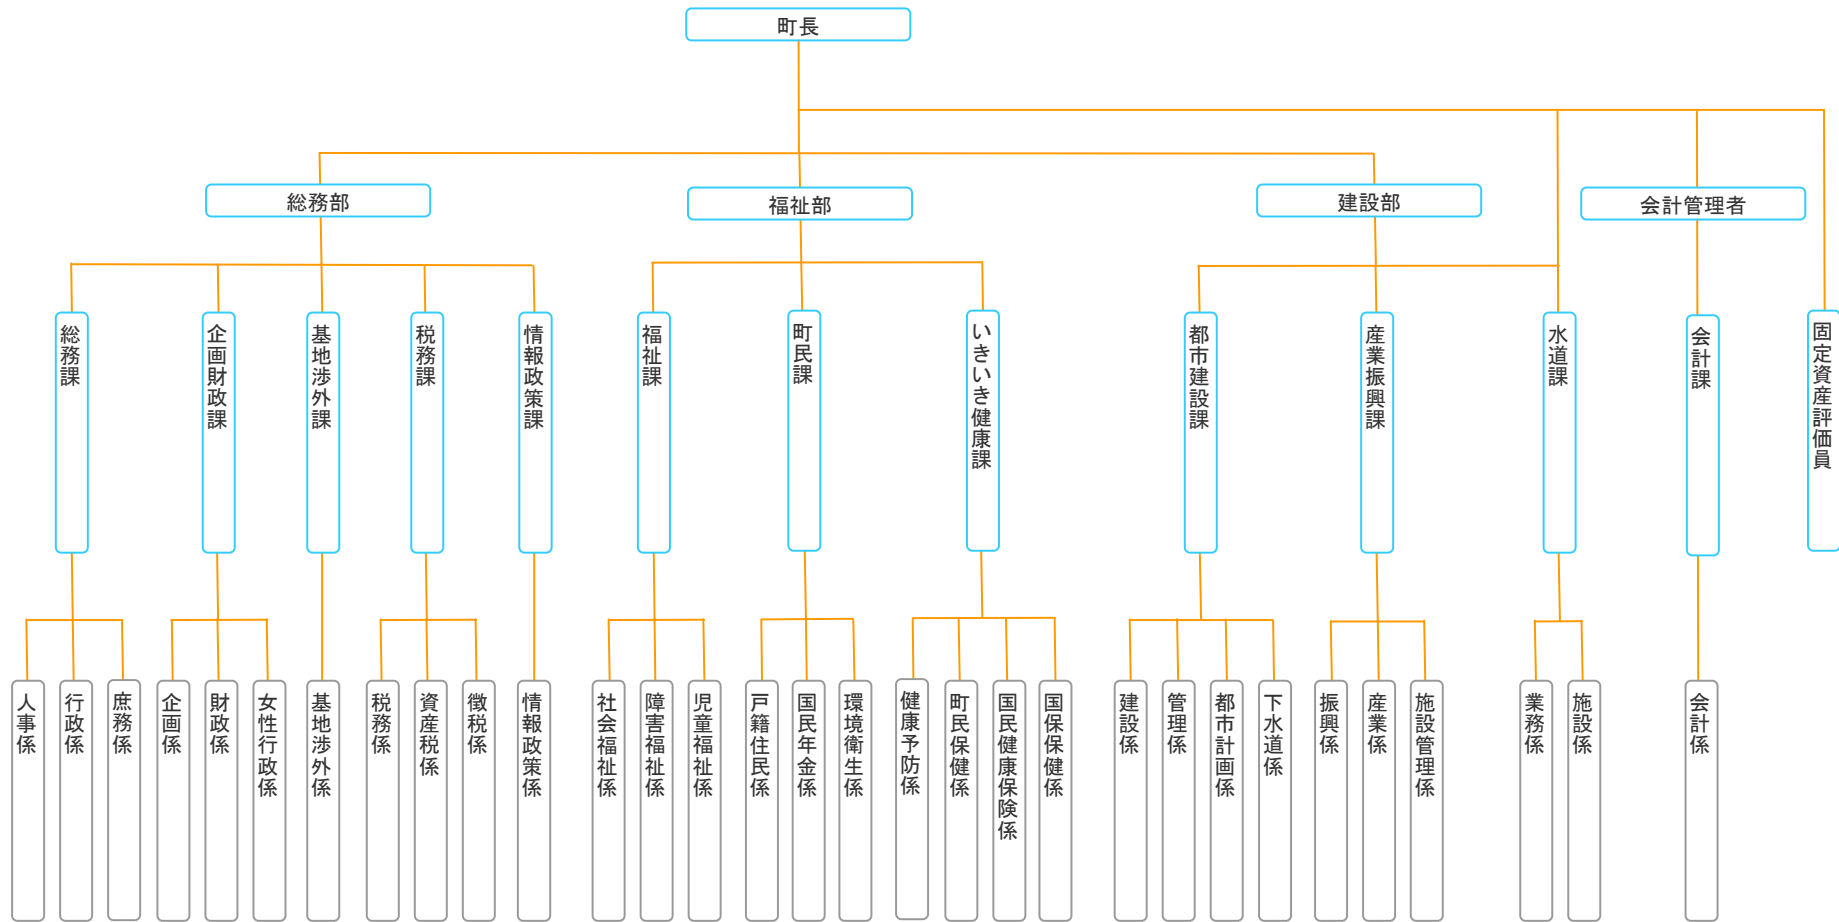 町長
総務部
福祉部
建設部
会計管理者
総務課
企画財政課
基地渉外課
税務課
情報政策課
福祉課
町民課
いきいき健康課
都市建設課
産業振興課
水道課
会計課
固定資産評価員
人事係
行政係
庶務係
企画係
財政係
女性行政係
基地渉外係
税務係
資産税係
徴税係
情報政策係
社会福祉係
障害福祉係
児童福祉係
戸籍住民係
国民年金係
環境衛生係
健康予防係
町民保健係
国民健康保険係
国保保健係
建設係
管理係
都市計画係
下水道係
振興係
産業係
施設管理係
業務係
施設係
会計係